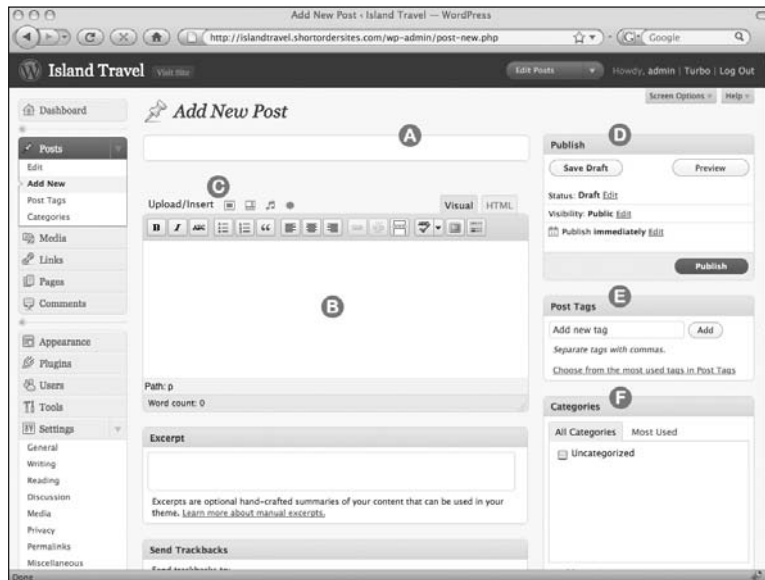 Add New Post ‹ Island Travel — WordPress
http://islandtravel.shortordersites.com/wp-admin/post-new.php
Google
Island Travel
Visit Site
Edit Posts
Howdy, admin | Turbo | Log Out
Screen Options
Help
Dashboard
Posts
Edit
Add New
Post Tags
Categories
Media
Links
Pages
Comments
Appearance
Plugins
Users
Tools
Settings
General
Writing
Reading
Discussion
Media
Privacy
Permalinks
Miscellaneous
Add New Post
A
C
Upload/Insert
Visual
HTML
B I ABC
B
Path: p
Word count: 0
Excerpt
Excerpts are optional hand-crafted summaries of your content that can be used in your
theme. Learn more about manual excerpts.
Send Trackbacks
Send trackbacks to:
Publish
D
Save Draft
Preview
Status: Draft Edit
Visibility: Public Edit
Publish immediately Edit
Publish
Post Tags
E
Add new tag
Add
Separate tags with commas.
Choose from the most used tags in Post Tags
Categories
F
All Categories
Most Used
Uncategorized
Done